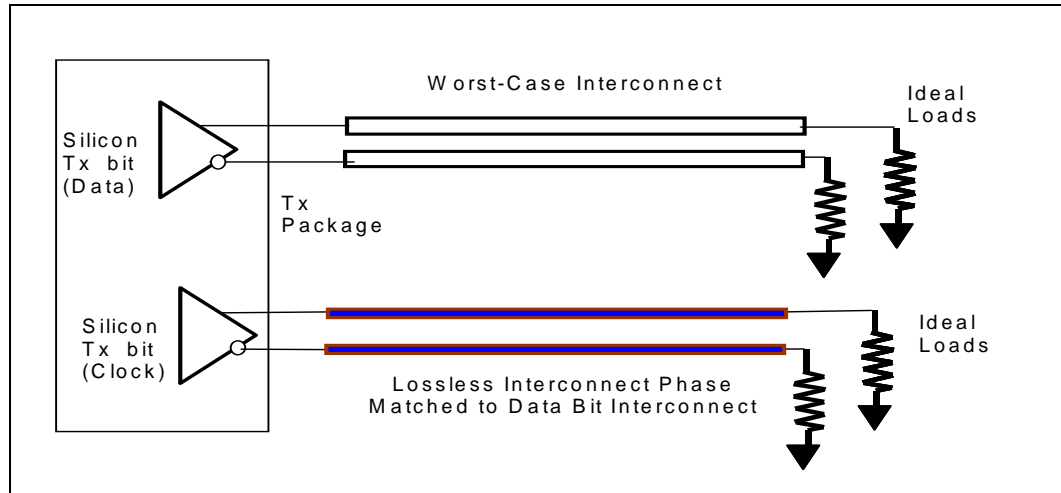 Worst-Case Interconnect
Ideal
Loads
Silicon
Tx bit
(Data)
Tx
Package
Silicon
Tx bit
(Clock)
Ideal
Loads
Lossless Interconnect Phase
Matched to Data Bit Interconnect